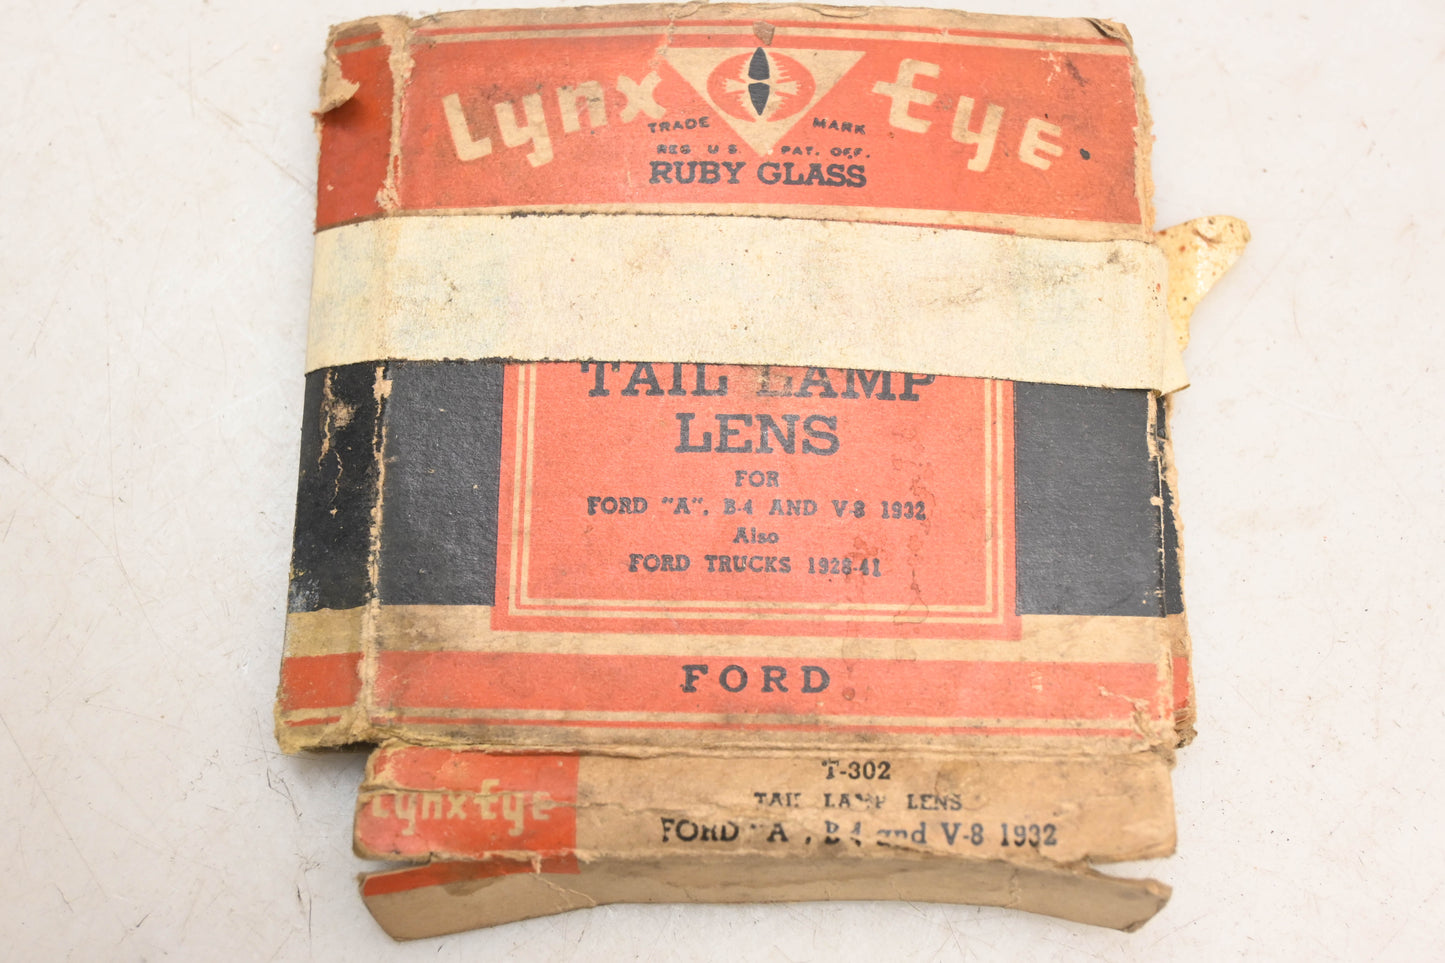 Lynx Eye
TRADE MARK
REG U.S. PAT. OFF.
RUBY GLASS
TAIL LAMP
LENS
FOR
FORD "A", B-4 AND V-8 1932
Also
FORD TRUCKS 1928-41
FORD
T-302
Lynx Eye
TAIL LAMP LENS
FORD "A", B-4 and V-8 1932